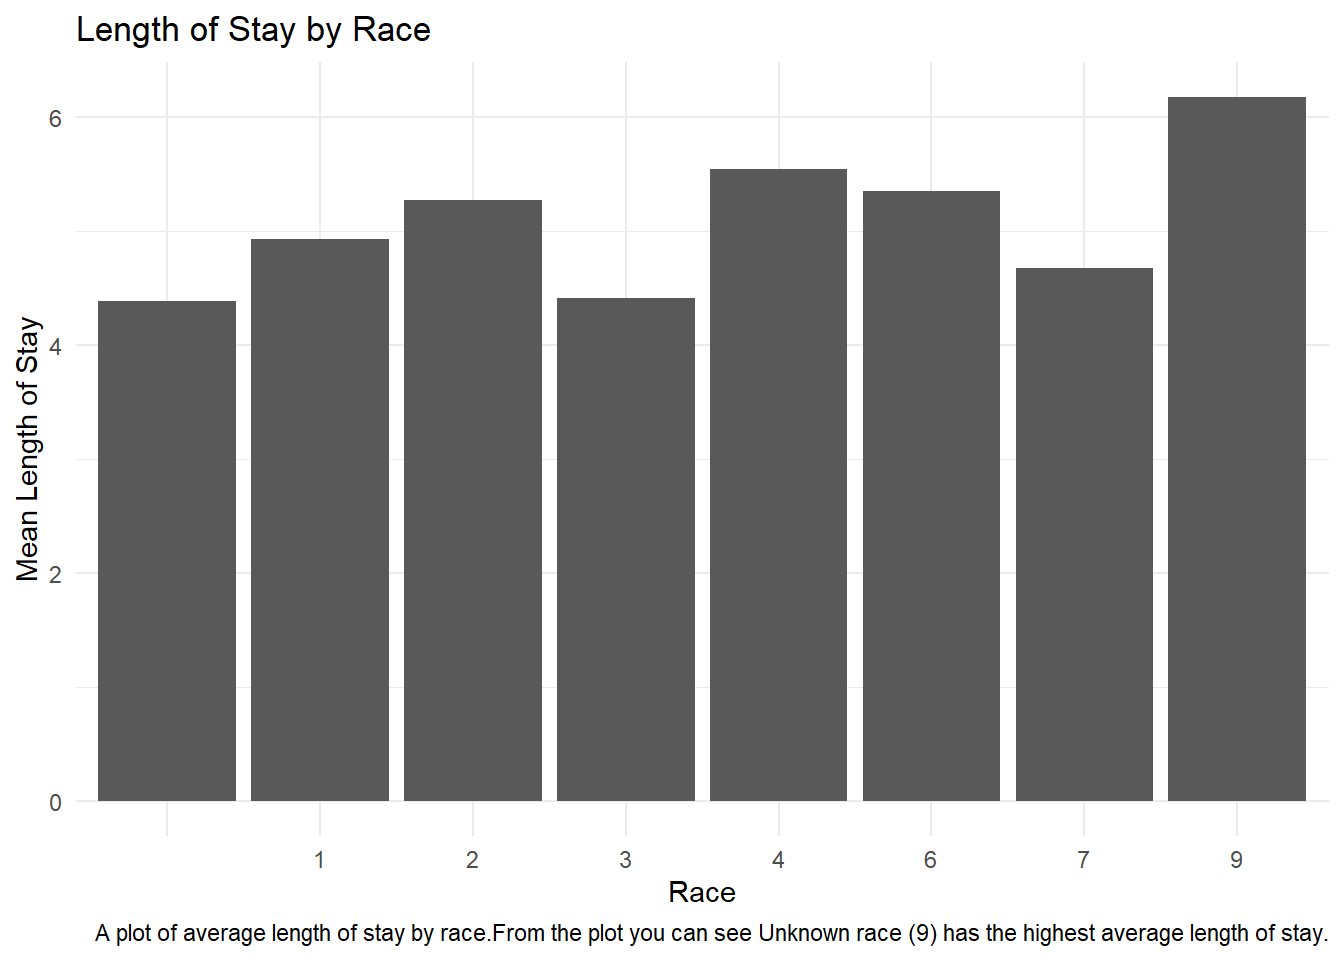 Length of Stay by Race
6
4
2
0
Mean Length of Stay
1 2 3 4 6 7 9
Race
A plot of average length of stay by race.From the plot you can see Unknown race (9) has the highest average length of stay.